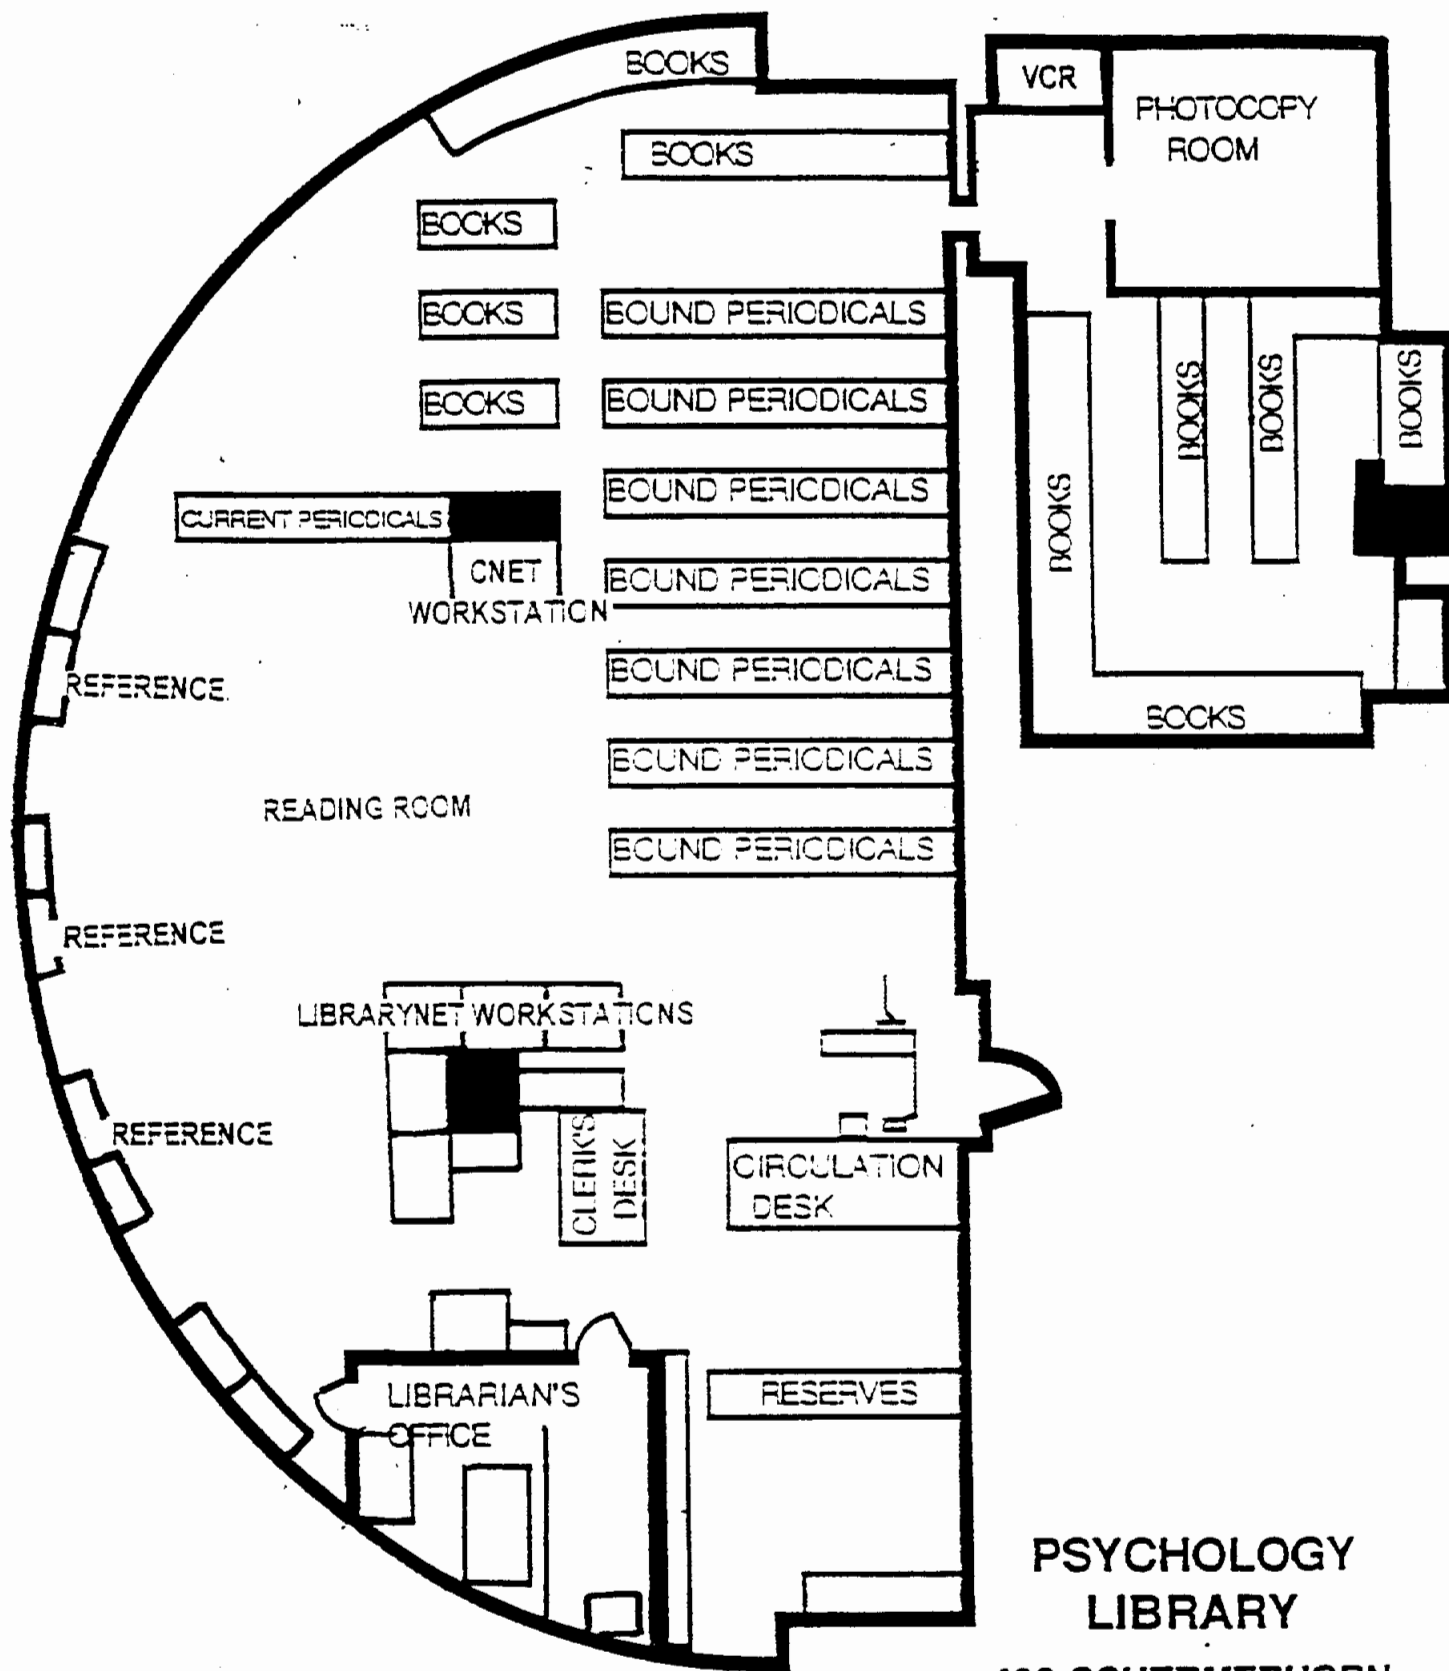 BOOKS
VCR
PHOTOCOPY
ROOM
BOOKS
BOOKS
BOOKS
BOUND PERIODICALS
BOOKS
BOUND PERIODICALS
BOOKS
BOOKS
BOOKS
BOOKS
CURRENT PERIODICALS
BOUND PERIODICALS
CNET
WORKSTATION
BOUND PERIODICALS
BOUND PERIODICALS
REFERENCE
BOOKS
BOUND PERIODICALS
READING ROOM
BOUND PERIODICALS
REFERENCE
LIBRARYNET WORKSTATIONS
REFERENCE
CLERK'S
DESK
CIRCULATION
DESK
LIBRARIAN'S
OFFICE
RESERVES
PSYCHOLOGY
LIBRARY
SCHERMERHORN